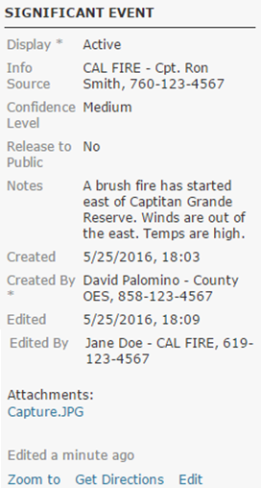 SIGNIFICANT EVENT
Display * Active
Info CAL FIRE - Cpt. Ron
Source Smith, 760-123-4567
Confidence Medium
Level
Release to No
Public
Notes A brush fire has started
east of Captitan Grande
Reserve. Winds are out of
the east. Temps are high.
Created 5/25/2016, 18:03
Created By David Palomino - County
* OES, 858-123-4567
Edited 5/25/2016, 18:09
Edited By Jane Doe - CAL FIRE, 619-
123-4567
Attachments:
Capture.JPG
Edited a minute ago
Zoom to Get Directions Edit